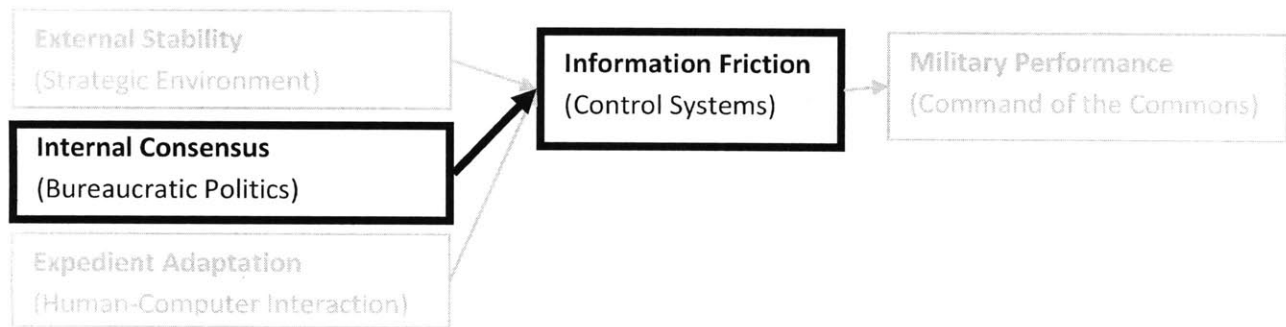 External Stability
(Strategic Environment)
Internal Consensus
(Bureaucratic Politics)
Expedient Adaptation
(Human-Computer Interaction)
Information Friction
(Control Systems)
Military Performance
(Command of the Commons)